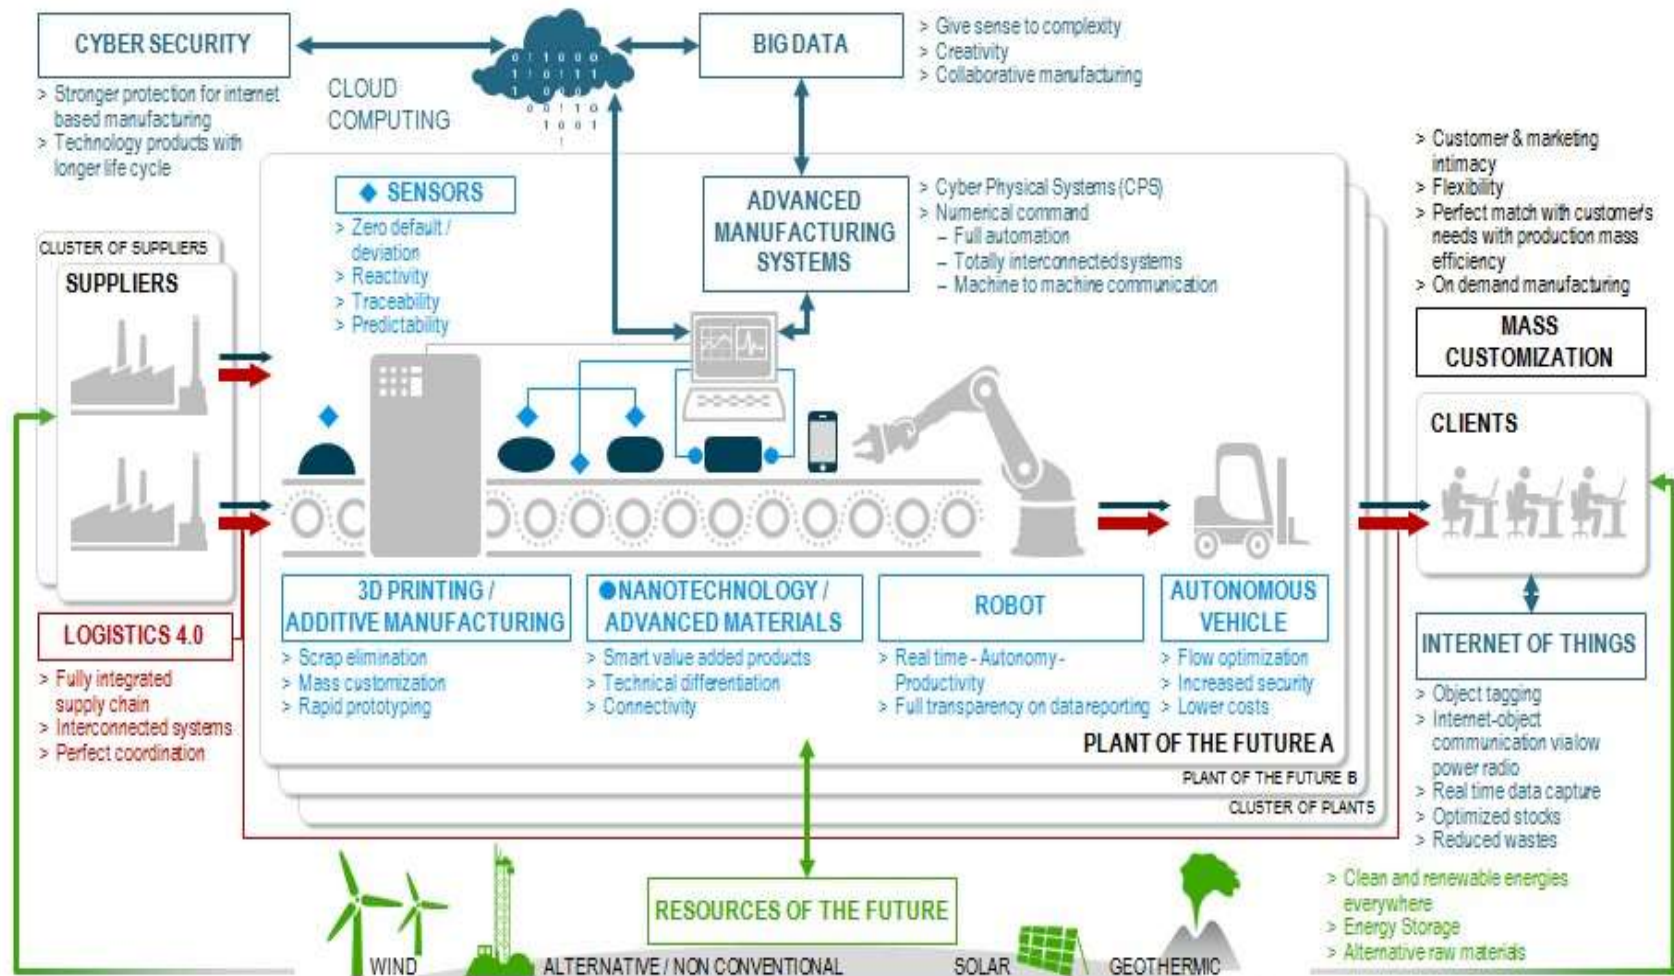 CYBER SECURITY
> Stronger protection for internet
based manufacturing
> Technology products with
longer life cycle
CLOUD
COMPUTING
0 1 1 0 0 0
BIG DATA
> Give sense to complexity
> Creativity
> Collaborative manufacturing
◆ SENSORS
> Zero default /
deviation
> Reactivity
> Traceability
> Predictability
ADVANCED
MANUFACTURING
SYSTEMS
> Cyber Physical Systems (CPS)
> Numerical command
– Full automation
– Totally interconnected systems
– Machine to machine communication
> Customer & marketing
intimacy
> Flexibility
> Perfect match with customer's
needs with production mass
efficiency
> On demand manufacturing
MASS
CUSTOMIZATION
CLUSTER OF SUPPLIERS
SUPPLIERS
CLIENTS
LOGISTICS 4.0
> Fully integrated
supply chain
> Interconnected systems
> Perfect coordination
3D PRINTING /
ADDITIVE MANUFACTURING
> Scrap elimination
> Mass customization
> Rapid prototyping
●NANOTECHNOLOGY /
ADVANCED MATERIALS
> Smart value added products
> Technical differentiation
> Connectivity
ROBOT
> Real time - Autonomy -
Productivity
> Full transparency on data reporting
AUTONOMOUS
VEHICLE
> Flow optimization
> Increased security
> Lower costs
INTERNET OF THINGS
> Object tagging
> Internet-object
communication via low
power radio
> Real time data capture
> Optimized stocks
> Reduced wastes
PLANT OF THE FUTURE A
PLANT OF THE FUTURE B
CLUSTER OF PLANTS
RESOURCES OF THE FUTURE
> Clean and renewable energies
everywhere
> Energy Storage
> Alternative raw materials
WIND
ALTERNATIVE / NON CONVENTIONAL
SOLAR
GEOTHERMIC